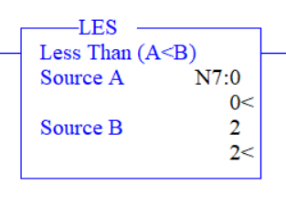 LES
Less Than (A<B)
Source A N7:0
0<
Source B 2
2<